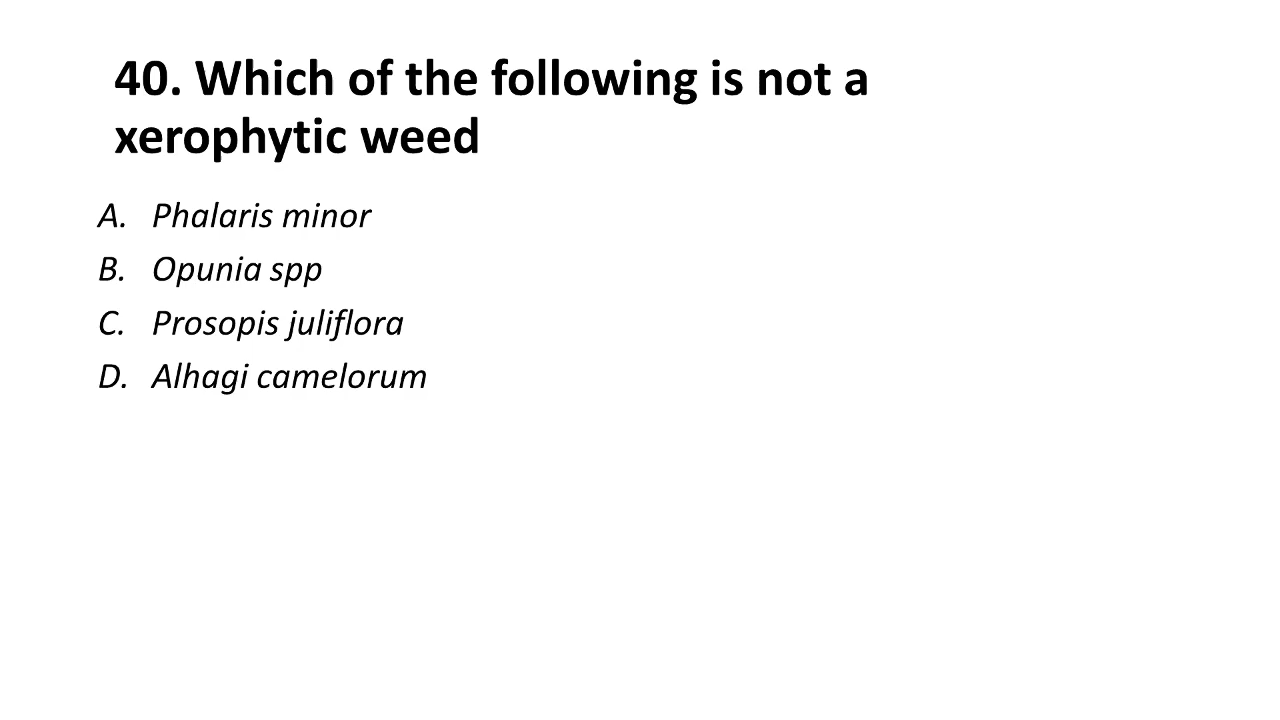 40. Which of the following is not a
xerophytic weed
A. Phalaris minor
B. Opunia spp
C. Prosopis juliflora
D. Alhagi camelorum